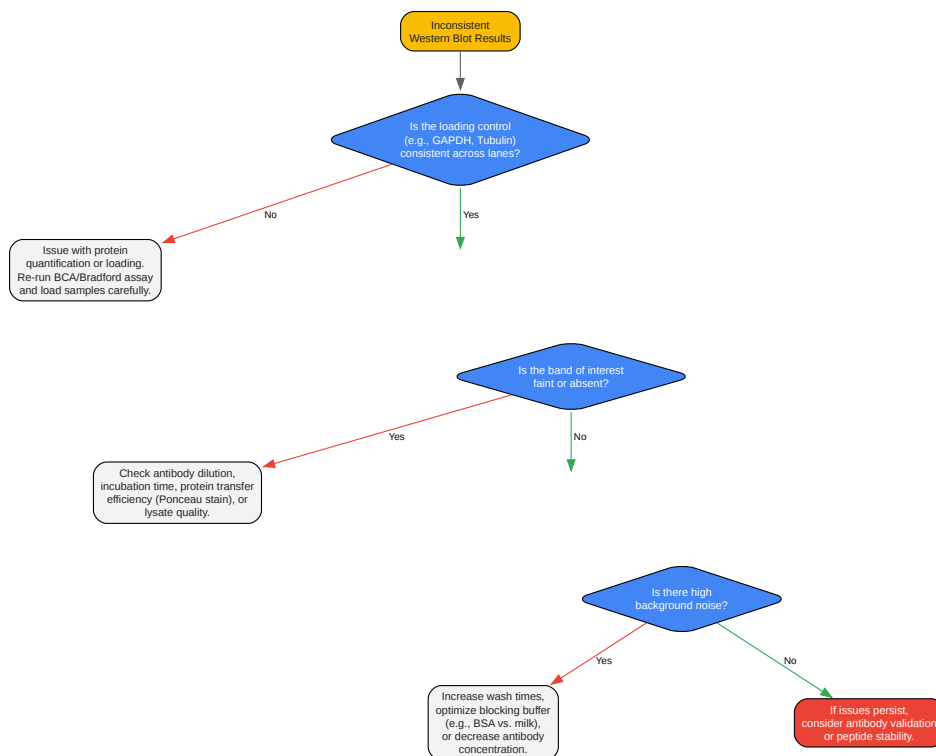 Inconsistent
Western Blot Results
Is the loading control
(e.g., GAPDH, Tubulin)
consistent across lanes?
No
Yes
Issue with protein
quantification or loading.
Re-run BCA/Bradford assay
and load samples carefully.
Is the band of interest
faint or absent?
Yes
No
Check antibody dilution,
incubation time, protein transfer
efficiency (Ponceau stain), or
lysate quality.
Is there high
background noise?
Yes
No
Increase wash times,
optimize blocking buffer
(e.g., BSA vs. milk),
or decrease antibody
concentration.
If issues persist,
consider antibody validation
or peptide stability.